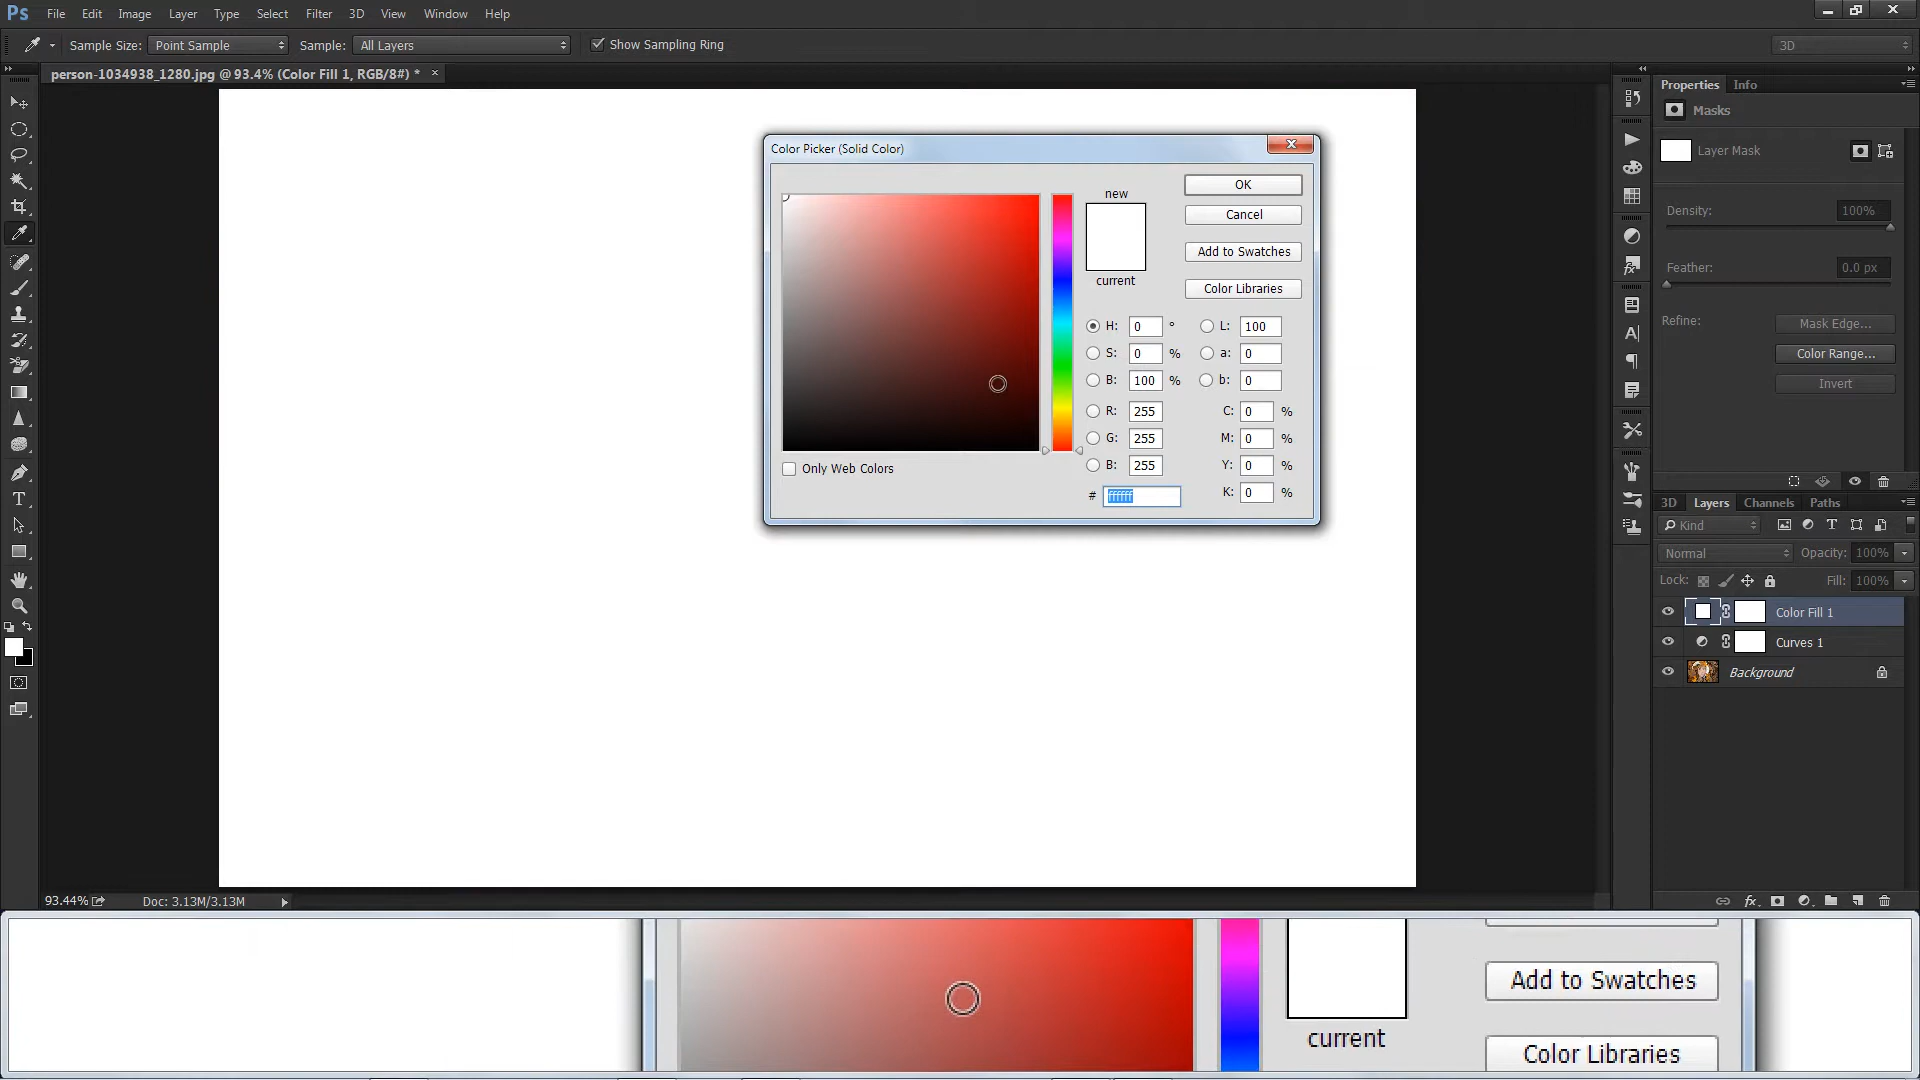 Ps File Edit Image Layer Type Select Filter 3D View Window Help
Sample Size: Point Sample Sample: All Layers Show Sampling Ring 3D
person-1034938_1280.jpg @ 93.4% (Color Fill 1, RGB/8#) * ×
Color Picker (Solid Color)
new
OK
Cancel
Add to Swatches
current
Color Libraries
H: 0 ° L: 100
S: 0 % a: 0
B: 100 % b: 0
R: 255 C: 0 %
G: 255 M: 0 %
B: 255 Y: 0 %
# ffffff K: 0 %
Only Web Colors
Properties Info
Masks
Layer Mask
Density: 100%
Feather: 0.0 px
Refine: Mask Edge...
Color Range...
Invert
3D Layers Channels Paths
Kind
Normal Opacity: 100%
Lock: Fill: 100%
Color Fill 1
Curves 1
Background
93.44% Doc: 3.13M/3.13M
Add to Swatches
current
Color Libraries